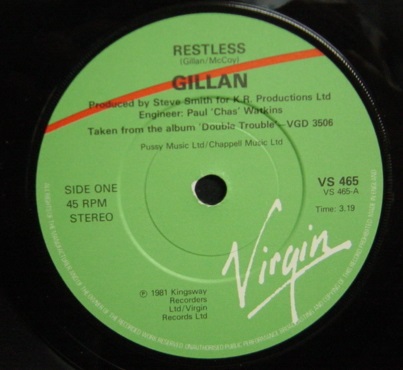 RESTLESS
(Gillan/McCoy)
GILLAN
Produced by Steve Smith for K.R. Productions Ltd
Engineer: Paul 'Chas' Watkins
Taken from the album 'Double Trouble'—VGD 3506
Pussy Music Ltd/Chappell Music Ltd
SIDE ONE
45 RPM
STEREO
VS 465
VS 465-A
Time: 3.19
Virgin
℗ 1981 Kingsway
Recorders
Ltd/Virgin
Records Ltd